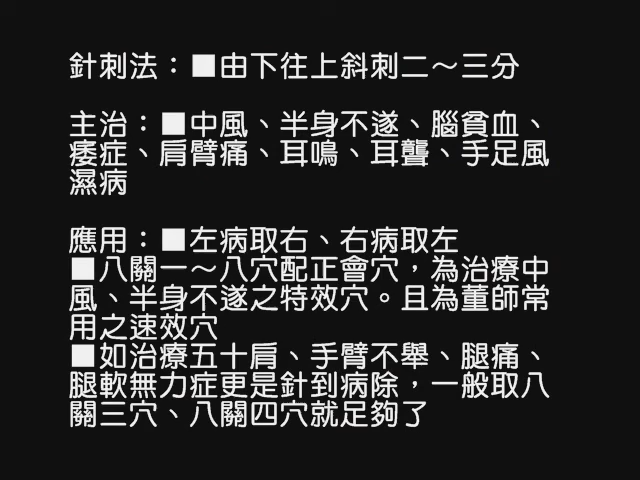 針刺法：■由下往上斜刺二～三分
主治：■中風、半身不遂、腦貧血、
痿症、肩臂痛、耳鳴、耳聾、手足風
濕病
應用：■左病取右、右病取左
■八關一～八穴配正會穴，為治療中
風、半身不遂之特效穴。且為董師常
用之速效穴
■如治療五十肩、手臂不舉、腿痛、
腿軟無力症更是針到病除，一般取八
關三穴、八關四穴就足夠了